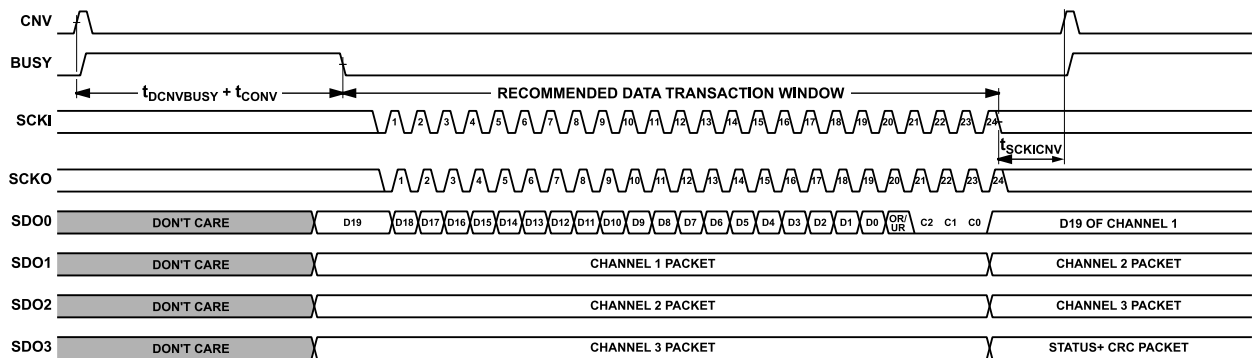 CNV
BUSY
tDCNVBUSY + tCONV
RECOMMENDED DATA TRANSACTION WINDOW
SCKI
1 2 3 4 5 6 7 8 9 10 11 12 13 14 15 16 17 18 19 20 21 22 23 24
tSCKICNV
SCKO
1 2 3 4 5 6 7 8 9 10 11 12 13 14 15 16 17 18 19 20 21 22 23 24
SDO0 DON'T CARE D19 D18 D17 D16 D15 D14 D13 D12 D11 D10 D9 D8 D7 D6 D5 D4 D3 D2 D1 D0 OR/UR C2 C1 C0 D19 OF CHANNEL 1
SDO1 DON'T CARE CHANNEL 1 PACKET CHANNEL 2 PACKET
SDO2 DON'T CARE CHANNEL 2 PACKET CHANNEL 3 PACKET
SDO3 DON'T CARE CHANNEL 3 PACKET STATUS+ CRC PACKET